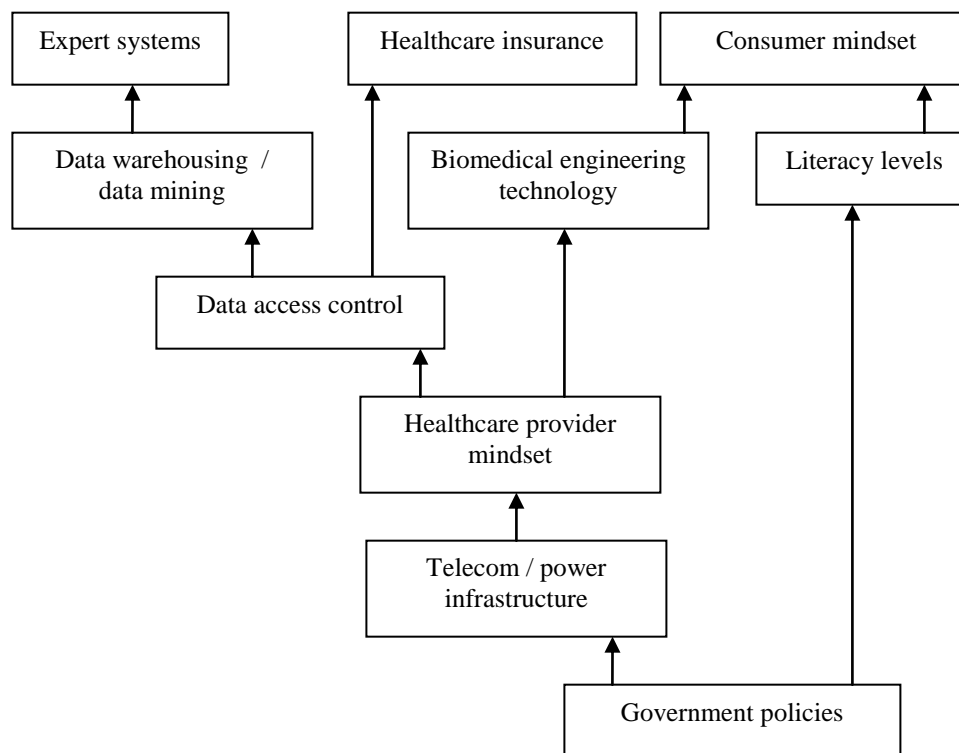 Expert systems
Healthcare insurance
Consumer mindset
Data warehousing /
data mining
Biomedical engineering
technology
Literacy levels
Data access control
Healthcare provider
mindset
Telecom / power
infrastructure
Government policies